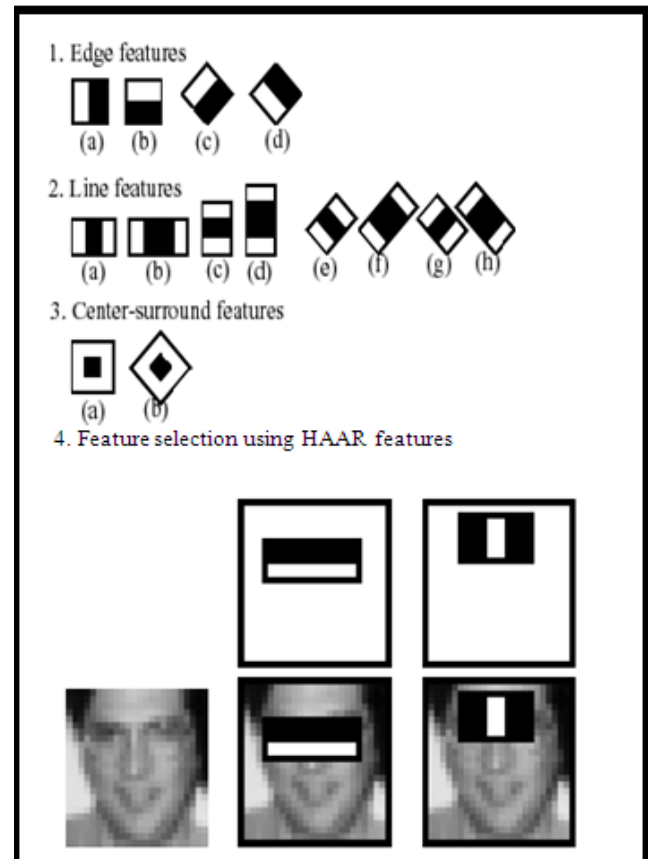 1. Edge features
(a) (b) (c) (d)
2. Line features
(a) (b) (c) (d) (e) (f) (g) (h)
3. Center-surround features
(a) (b)
4. Feature selection using HAAR features